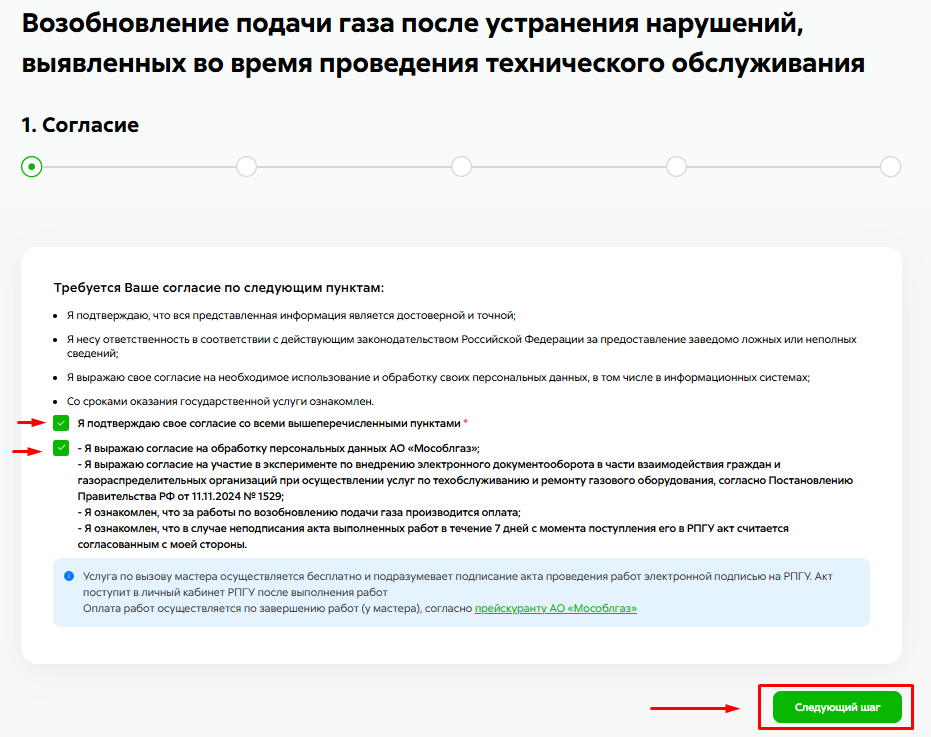 Возобновление подачи газа после устранения нарушений,
выявленных во время проведения технического обслуживания
1. Согласие
Требуется Ваше согласие по следующим пунктам:
• Я подтверждаю, что вся представленная информация является достоверной и точной;
• Я несу ответственность в соответствии с действующим законодательством Российской Федерации за предоставление заведомо ложных или неполных
сведений;
• Я выражаю свое согласие на необходимое использование и обработку своих персональных данных, в том числе в информационных системах;
• Со сроками оказания государственной услуги ознакомлен.
Я подтверждаю свое согласие со всеми вышеперечисленными пунктами *
- Я выражаю согласие на обработку персональных данных АО «Мособлгаз»;
- Я выражаю согласие на участие в эксперименте по внедрению электронного документооборота в части взаимодействия граждан и
газораспределительных организаций при осуществлении услуг по техобслуживанию и ремонту газового оборудования, согласно Постановлению
Правительства РФ от 11.11.2024 № 1529;
- Я ознакомлен, что за работы по возобновлению подачи газа производится оплата;
- Я ознакомлен, что в случае неподписания акта выполненных работ в течение 7 дней с момента поступления его в РПГУ акт считается
согласованным с моей стороны.
Услуга по вызову мастера осуществляется бесплатно и подразумевает подписание акта проведения работ электронной подписью на РПГУ. Акт
поступит в личный кабинет РПГУ после выполнения работ
Оплата работ осуществляется по завершению работ (у мастера), согласно прейскуранту АО «Мособлгаз»
Следующий шаг